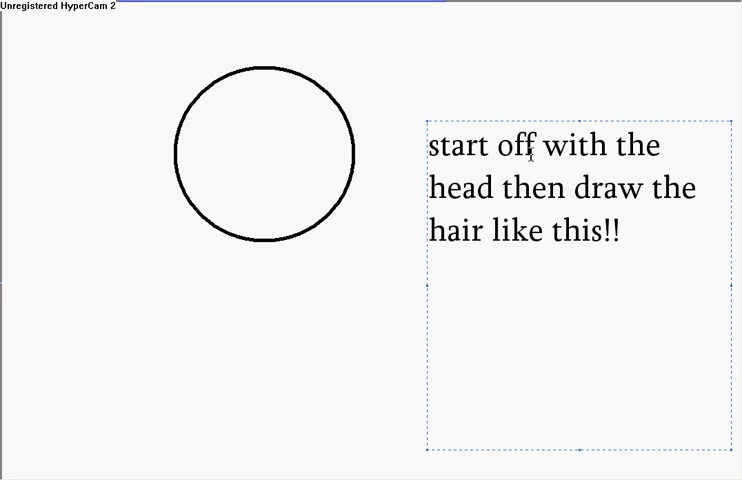 Unregistered HyperCam 2
start off with the
head then draw the
hair like this!!